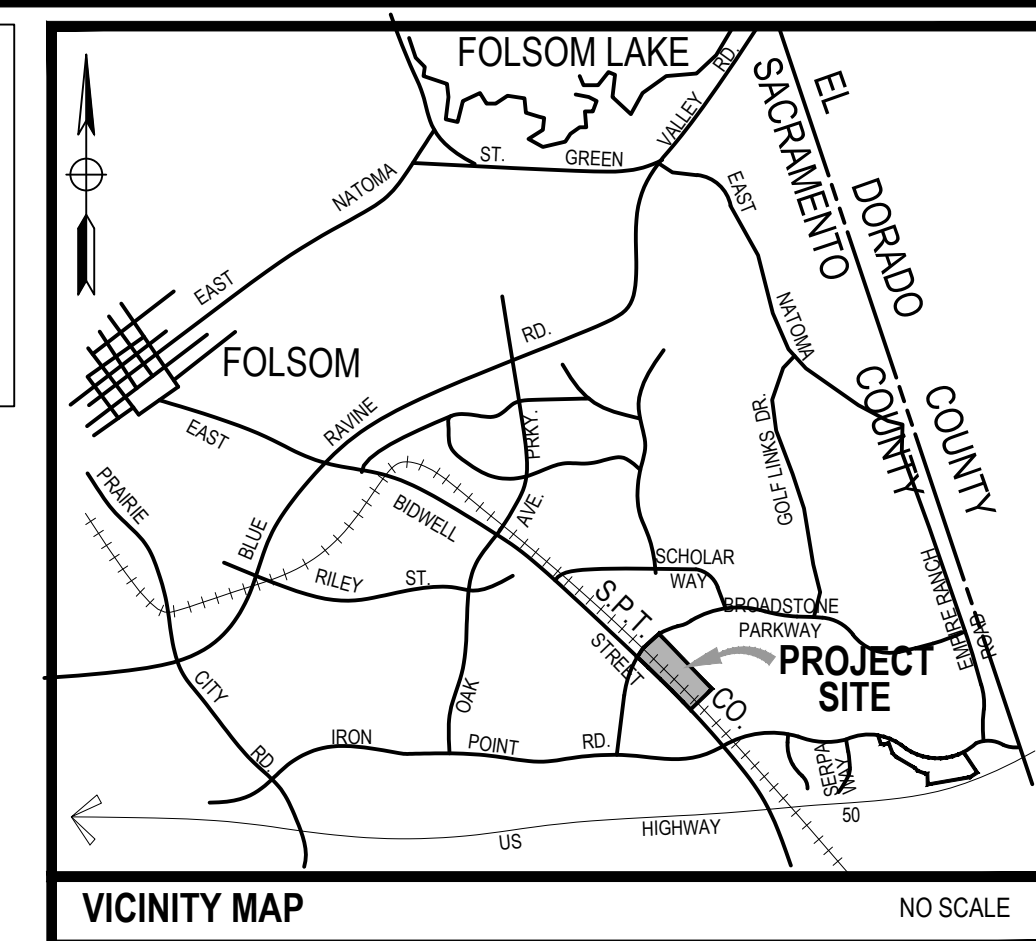 FOLSOM LAKE
RD.
VALLEY
GREEN
ST.
NATOMA
EAST
FOLSOM
EAST
NATOMA
EL DORADO COUNTY
SACRAMENTO COUNTY
RD.
RAVINE
BLUE
PRKY.
AVE.
OAK
EAST
BIDWELL
STREET
GOLF LINKS DR.
PRAIRIE
CITY
RD.
RILEY
ST.
S.P.T.
CO.
SCHOLAR
WAY
BROADSTONE
PARKWAY
EMPIRE RANCH
ROAD
PROJECT
SITE
IRON
POINT
RD.
SERPA
WAY
US
HIGHWAY
50
VICINITY MAP
NO SCALE